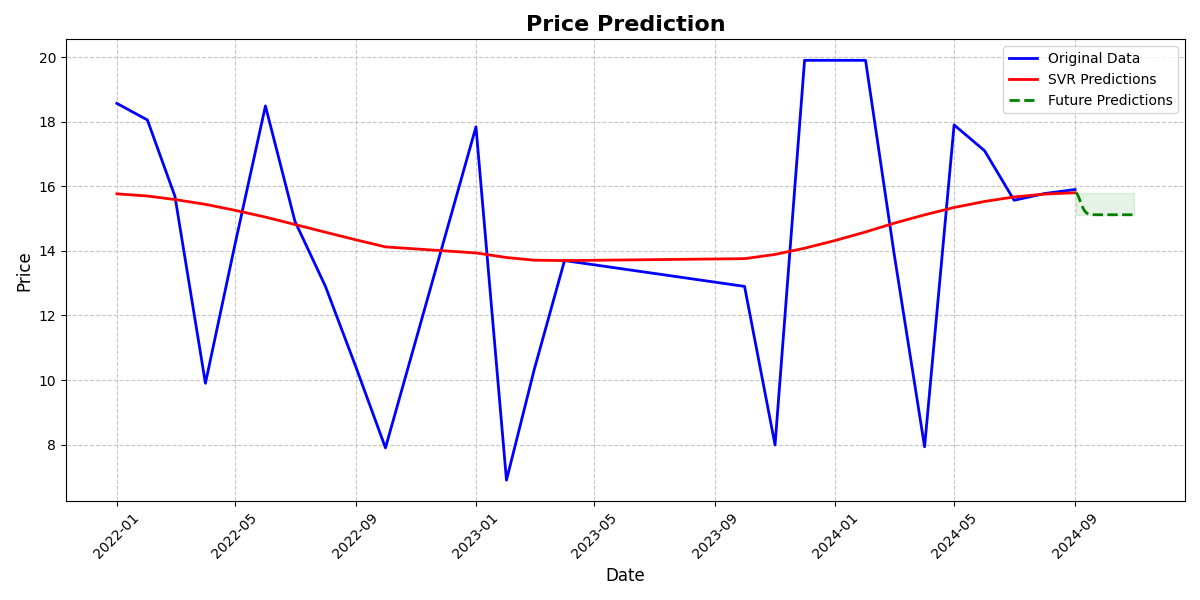 Price Prediction
Original Data
SVR Predictions
Future Predictions
Price
20
18
16
14
12
10
8
2022-01
2022-05
2022-09
2023-01
2023-05
2023-09
2024-01
2024-05
2024-09
Date